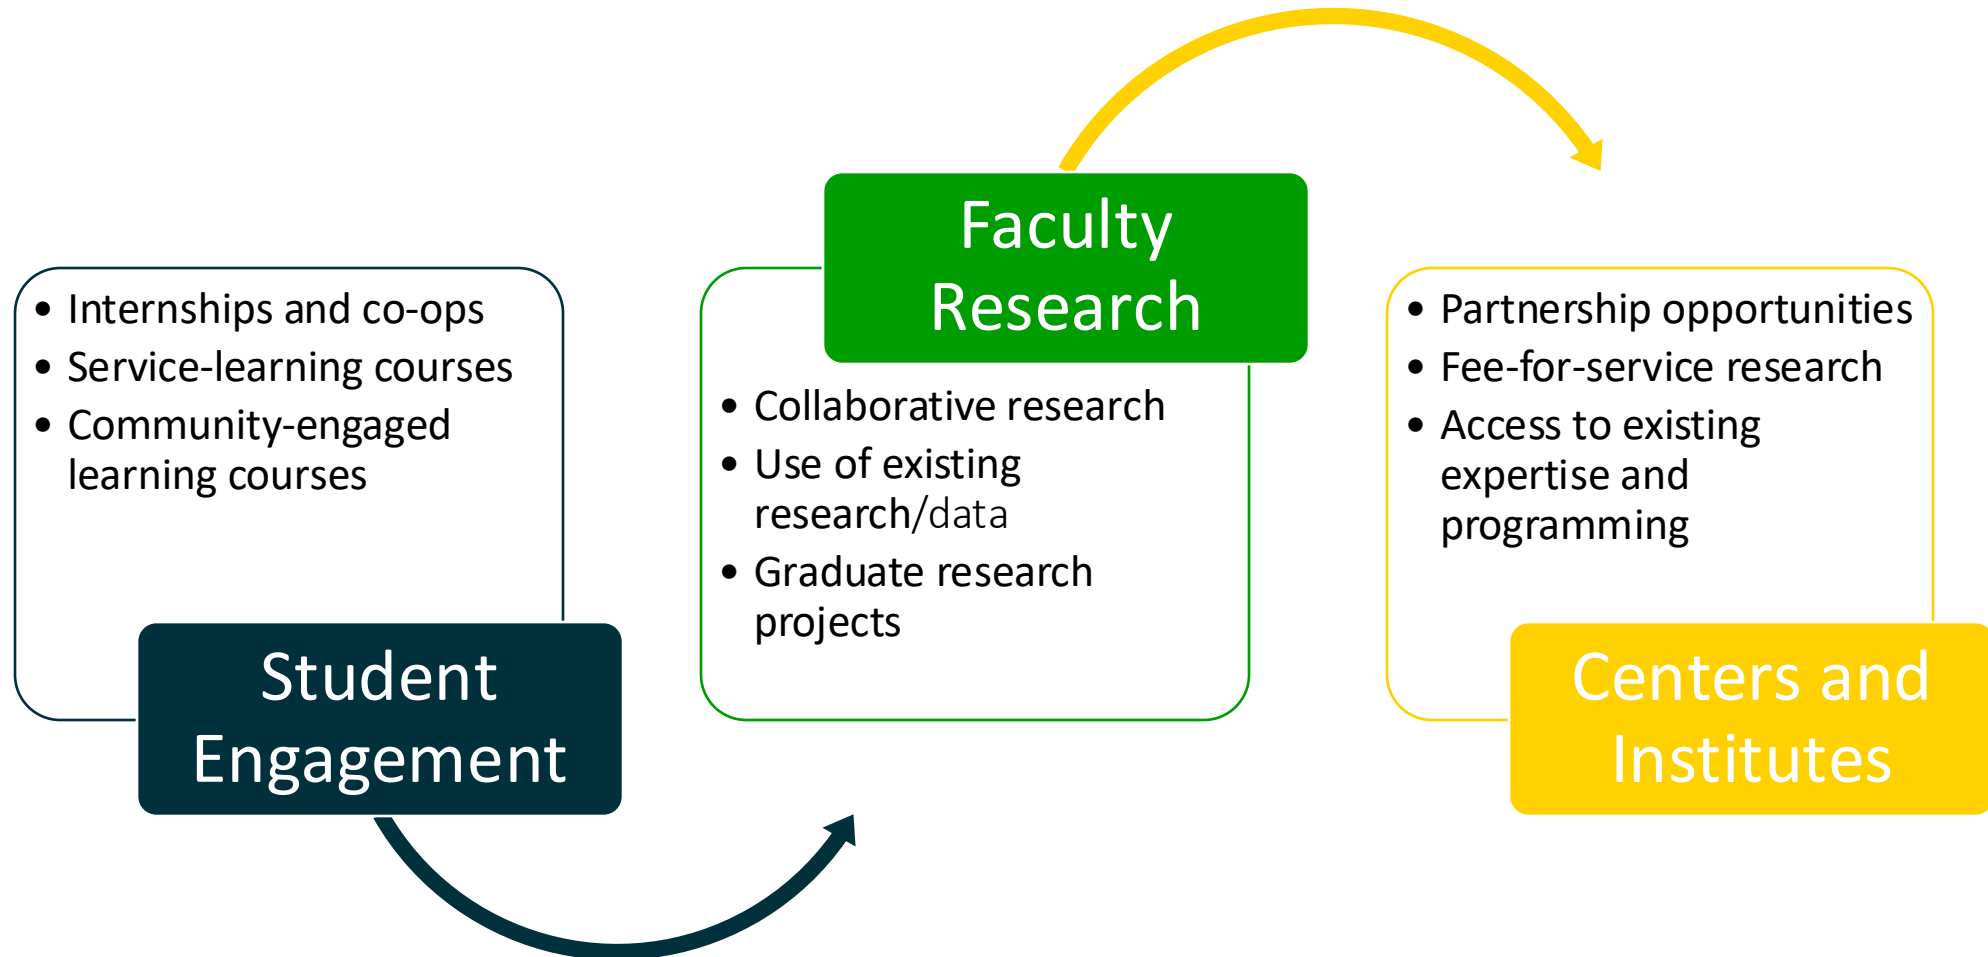 • Internships and co-ops
• Service-learning courses
• Community-engaged
learning courses
Student
Engagement
Faculty
Research
• Collaborative research
• Use of existing
research/data
• Graduate research
projects
• Partnership opportunities
• Fee-for-service research
• Access to existing
expertise and
programming
Centers and
Institutes